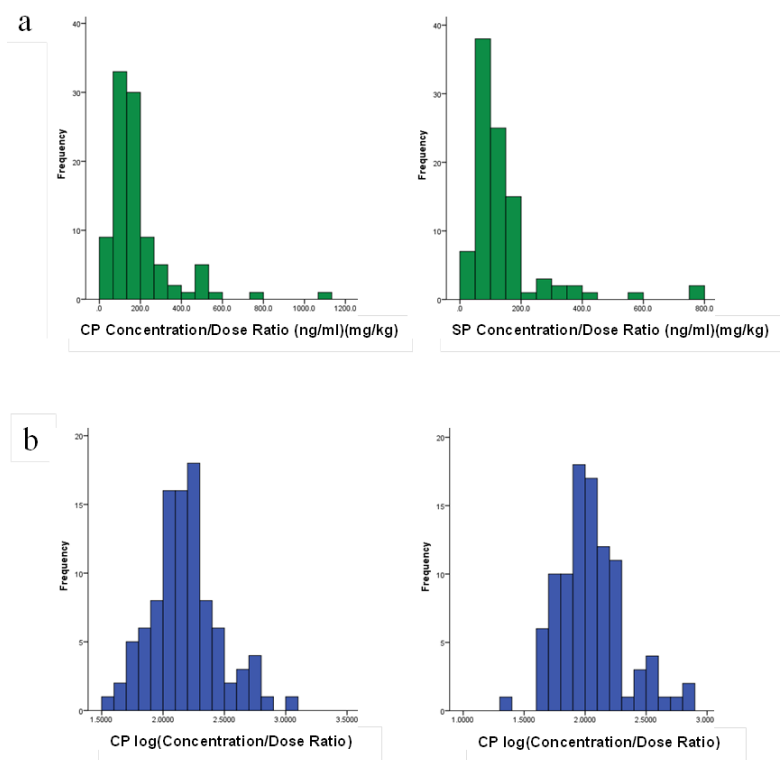 a
40
30
20
10
0
Frequency
.0 200.0 400.0 600.0 800.0 1000.0 1200.0
CP Concentration/Dose Ratio (ng/ml)(mg/kg)
40
30
20
10
0
Frequency
.0 200.0 400.0 600.0 800.0
SP Concentration/Dose Ratio (ng/ml)(mg/kg)
b
20
15
10
5
0
Frequency
1.5000 2.0000 2.5000 3.0000 3.5000
CP log(Concentration/Dose Ratio)
20
15
10
5
0
Frequency
1.0000 1.5000 2.0000 2.5000 3.000
CP log(Concentration/Dose Ratio)